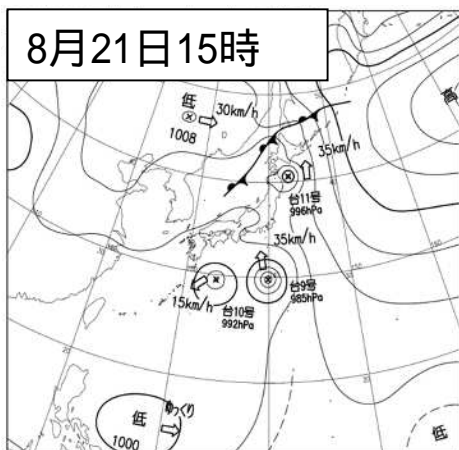 8月21日15時
低
30km/h
1008
高
35km/h
台11号
996hPa
35km/h
15km/h
台10号
992hPa
台9号
985hPa
ゆっくり
低
1000
低